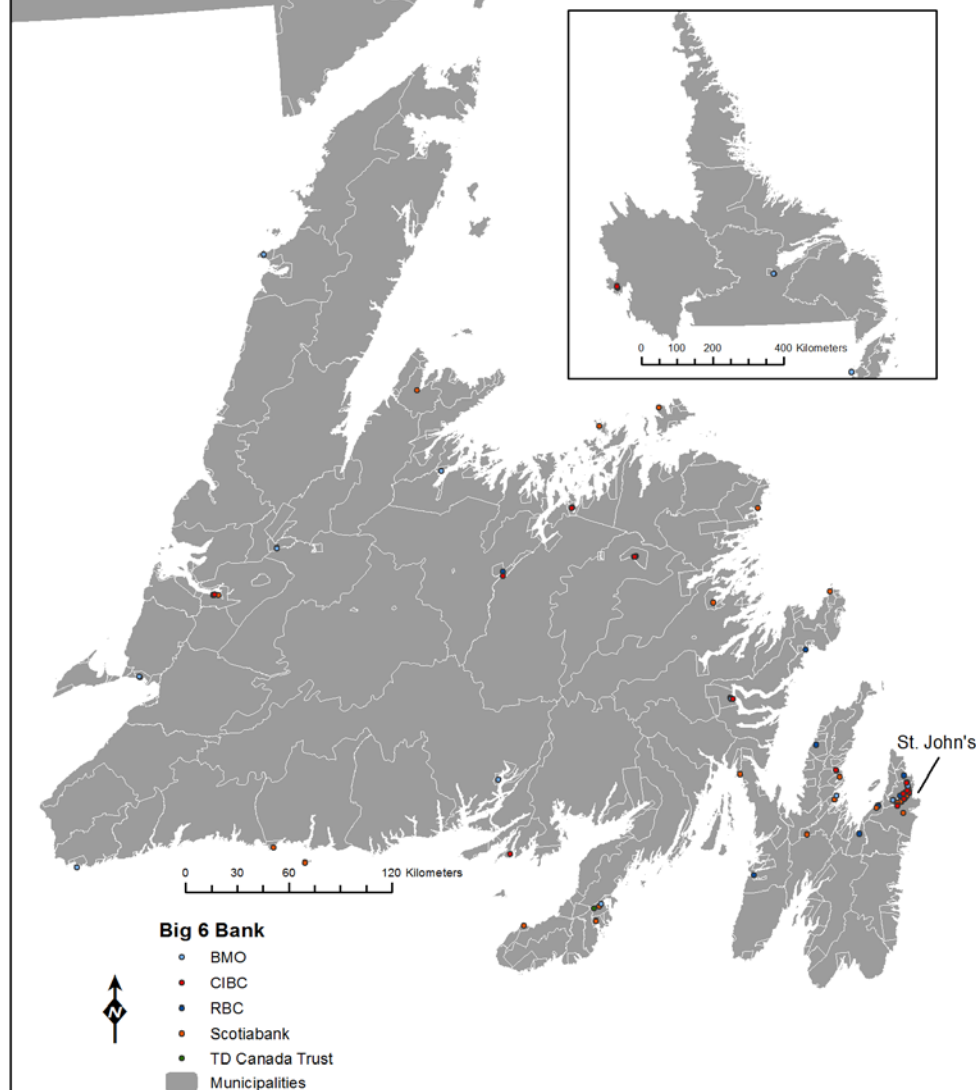 0 100 200 400 Kilometers
St. John's
0 30 60 120 Kilometers
Big 6 Bank
BMO
CIBC
N
RBC
Scotiabank
TD Canada Trust
Municipalities